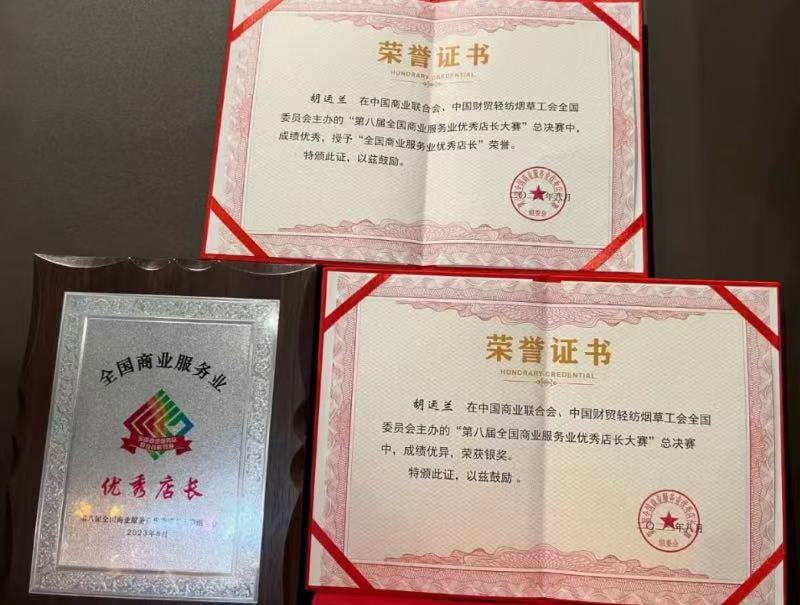 荣誉证书
HONORARY CREDENTIAL
胡运兰 在中国商业联合会、中国财贸轻纺烟草工会全国
委员会主办的“第八届全国商业服务业优秀店长大赛”总决赛中，
成绩优秀，授予“全国商业服务业优秀店长”荣誉。
特颁此证，以兹鼓励。
组委会
全国商业服务业
优秀店长
2023年8月
荣誉证书
HONORARY CREDENTIAL
胡运兰 在中国商业联合会、中国财贸轻纺烟草工会全国
委员会主办的“第八届全国商业服务业优秀店长大赛”总决赛
中，成绩优异，荣获银奖。
特颁此证，以兹鼓励。
组委会